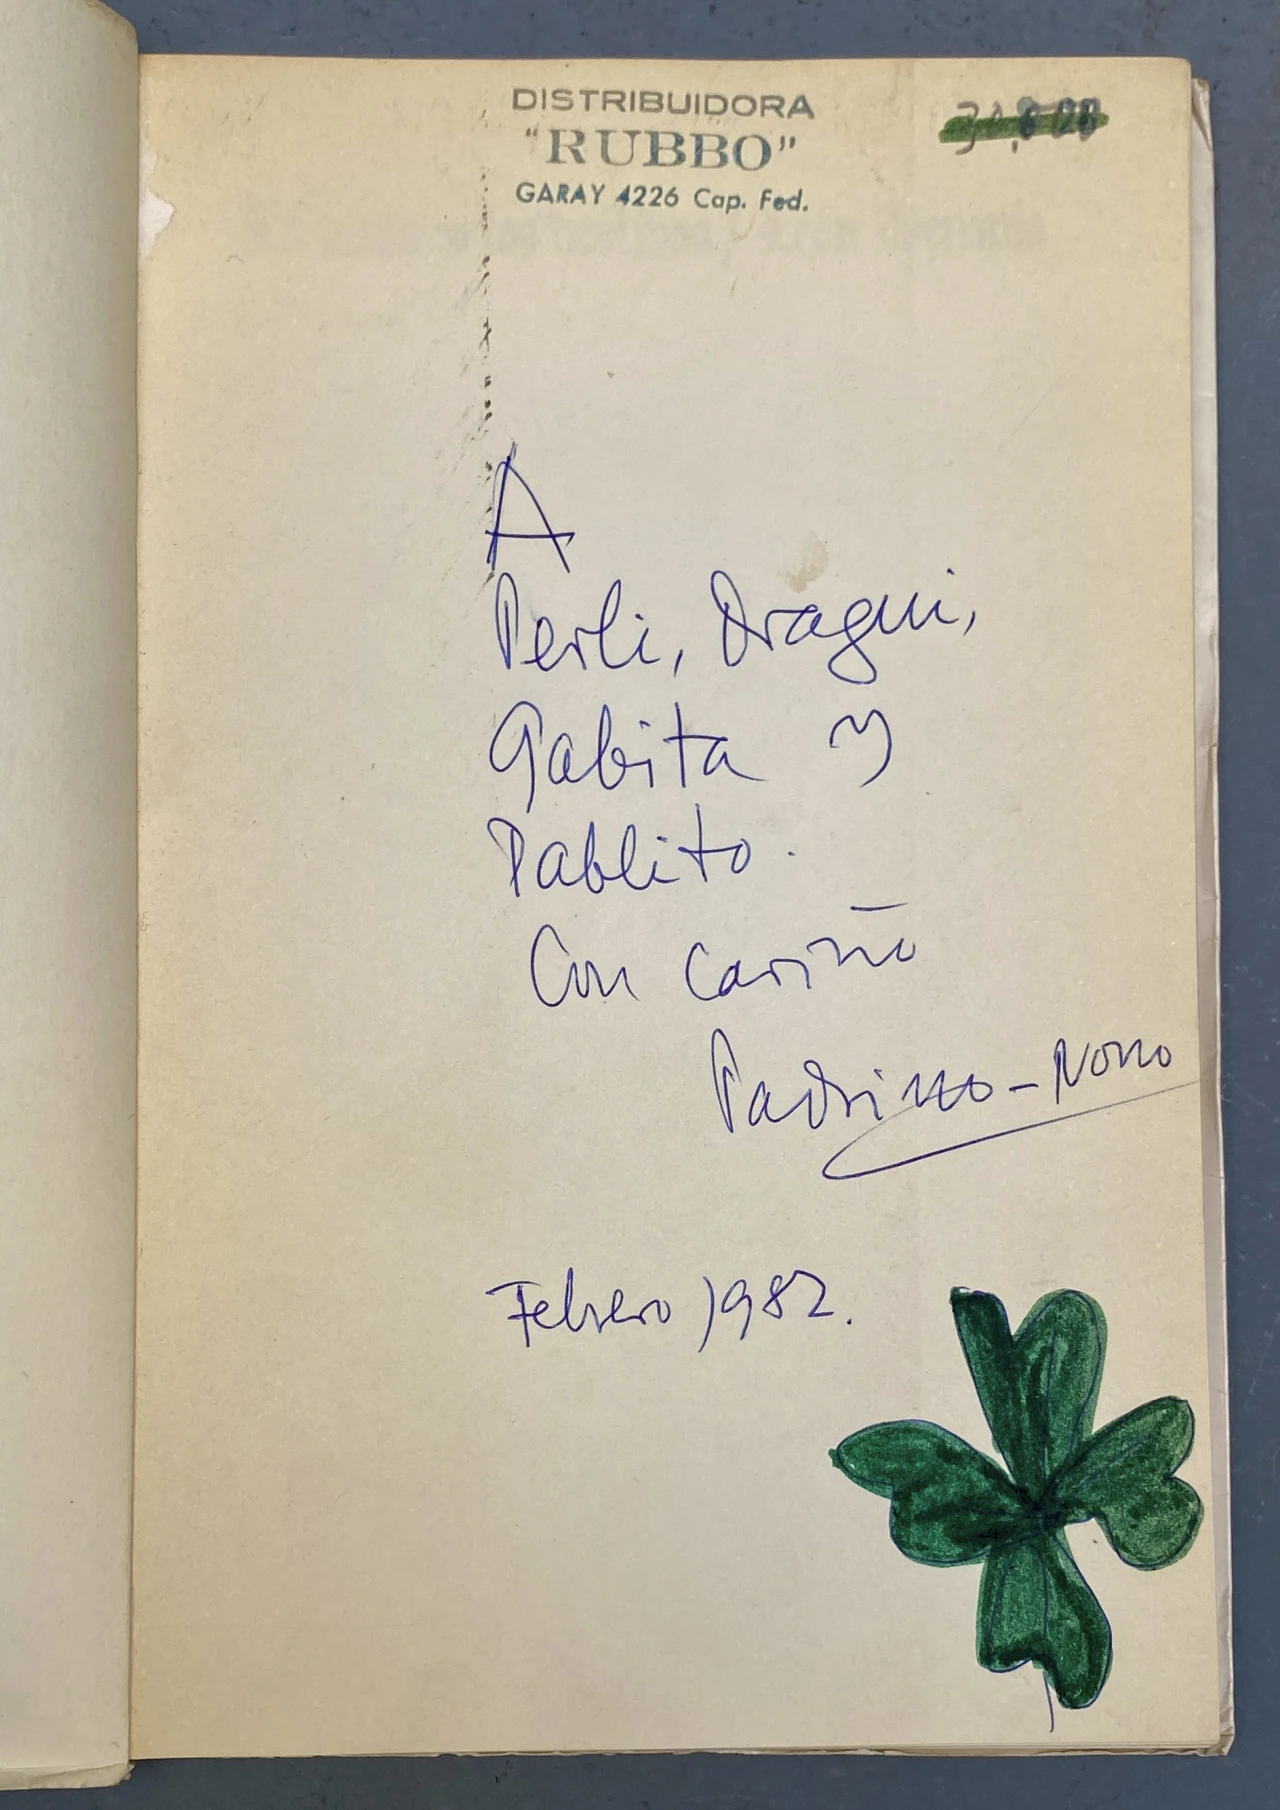 DISTRIBUIDORA
"RUBBO"
GARAY 4226 Cap. Fed.
A
Perli, Dragui,
Gabita y
Pablito.
Con cariño
Padrino-Nono
Febrero 1982.